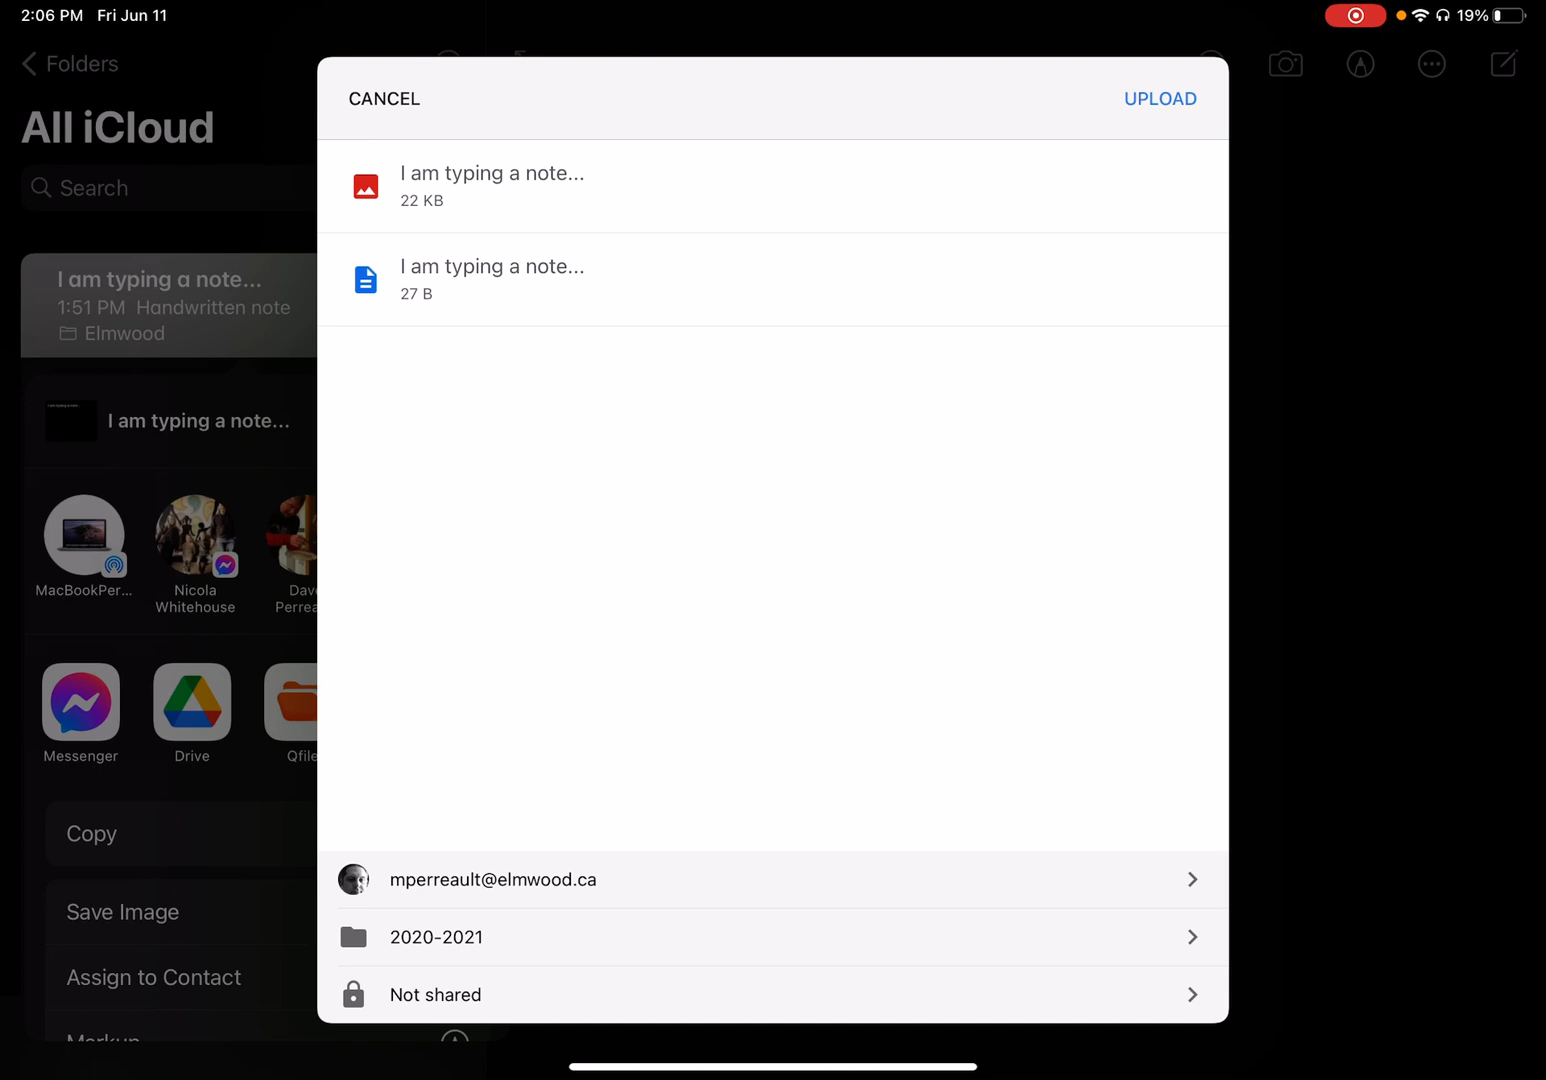 2:06 PM Fri Jun 11
19%
Folders
All iCloud
Search
I am typing a note...
1:51 PM Handwritten note
Elmwood
I am typing a note...
MacBookPer...
Nicola
Whitehouse
Messenger
Drive
Copy
Save Image
Assign to Contact
CANCEL
UPLOAD
I am typing a note...
22 KB
I am typing a note...
27 B
mperreault@elmwood.ca
2020-2021
Not shared